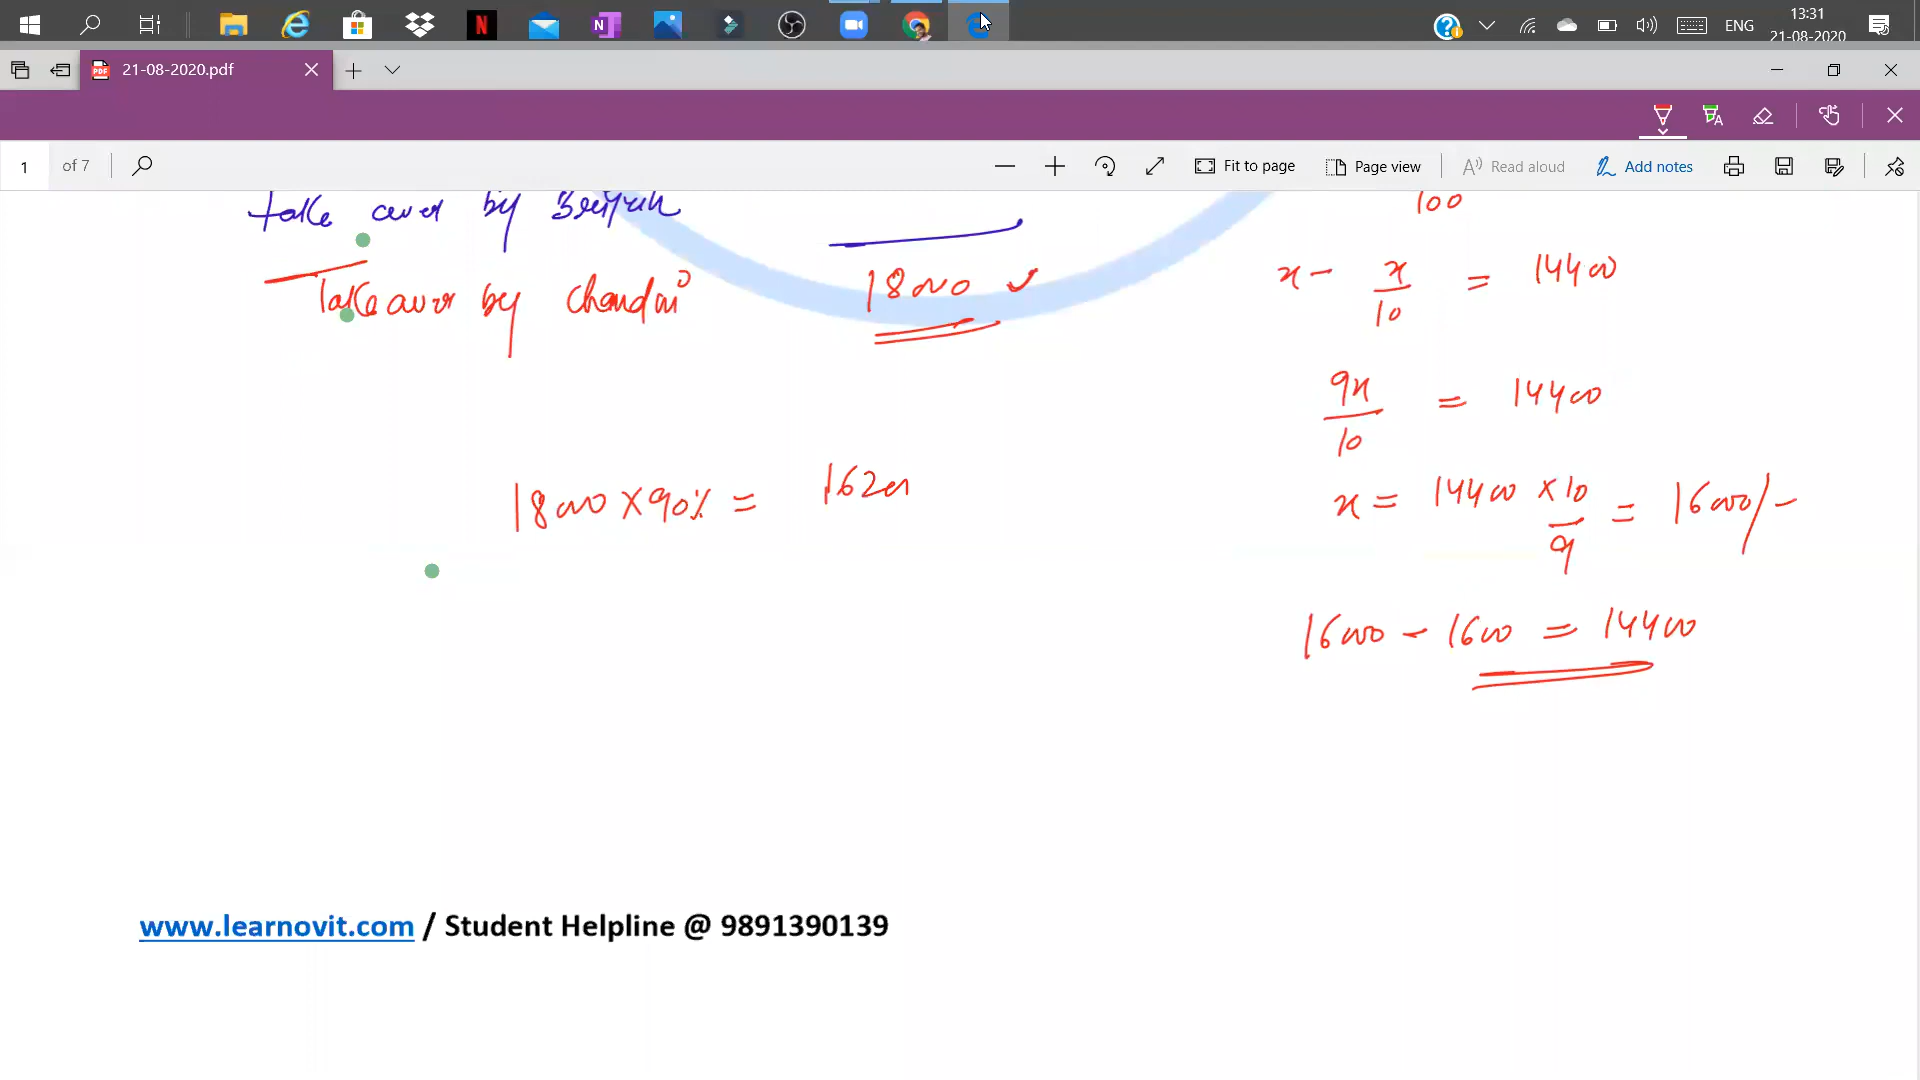 ENG
13:31
21-08-2020
21-08-2020.pdf
1 of 7
Fit to page
Page view
Read aloud
Add notes
take over by
Takeover by chandni
18000 ✓
18000 × 90% = 16200
100
x - x/10 = 14400
9x/10 = 14400
x = 14400 × 10/9 = 16000/-
16000 - 1600 = 14400
www.learnovit.com / Student Helpline @ 9891390139